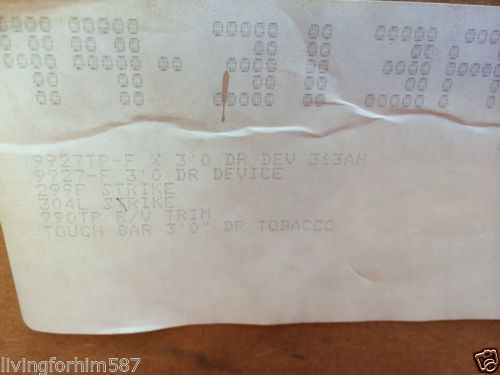 9927TP-F X 3'0 DR DEV 313AN
9727-F 3'0 DR DEVICE
299F STRIKE
304L STRIKE
990TP R/V TRIM
TOUCH BAR 3'0" DR TOBACCO
livingforhim587